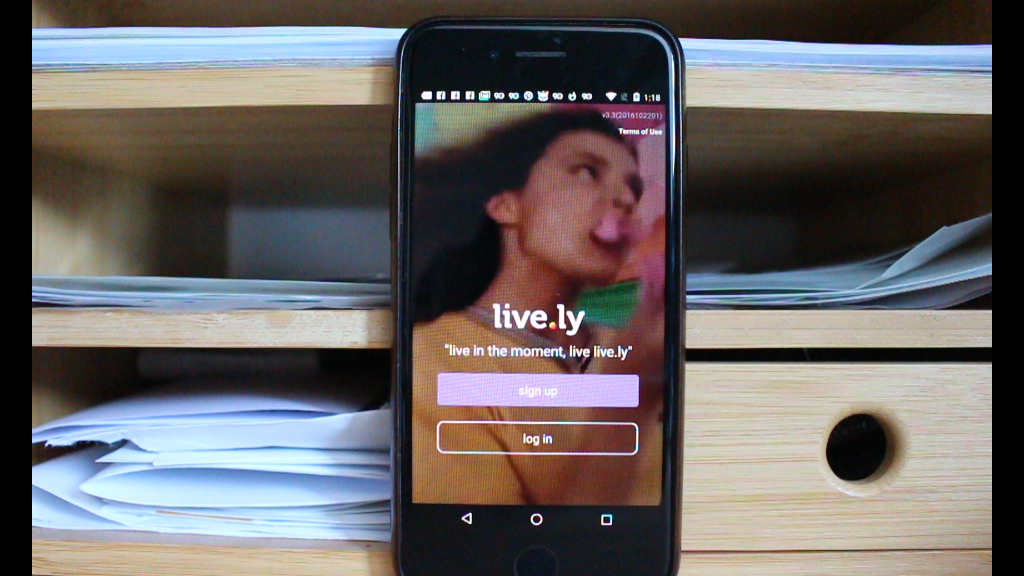 1:18
v3.3(2016102201)
Terms of Use
live.ly
"live in the moment, live live.ly"
sign up
log in